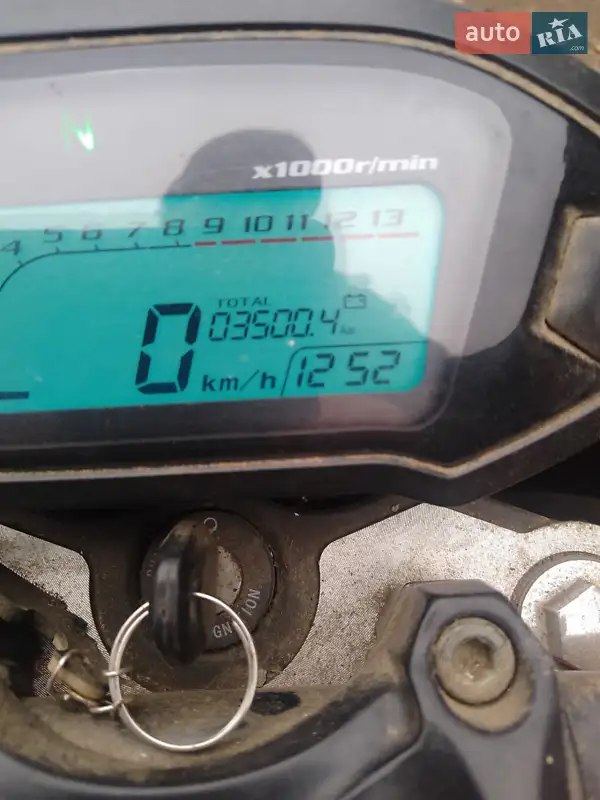 auto RIA .com
N
x1000r/min
4 5 6 7 8 9 10 11 12 13
TOTAL
03500.4 km
0 km/h 12 52
IGNITION